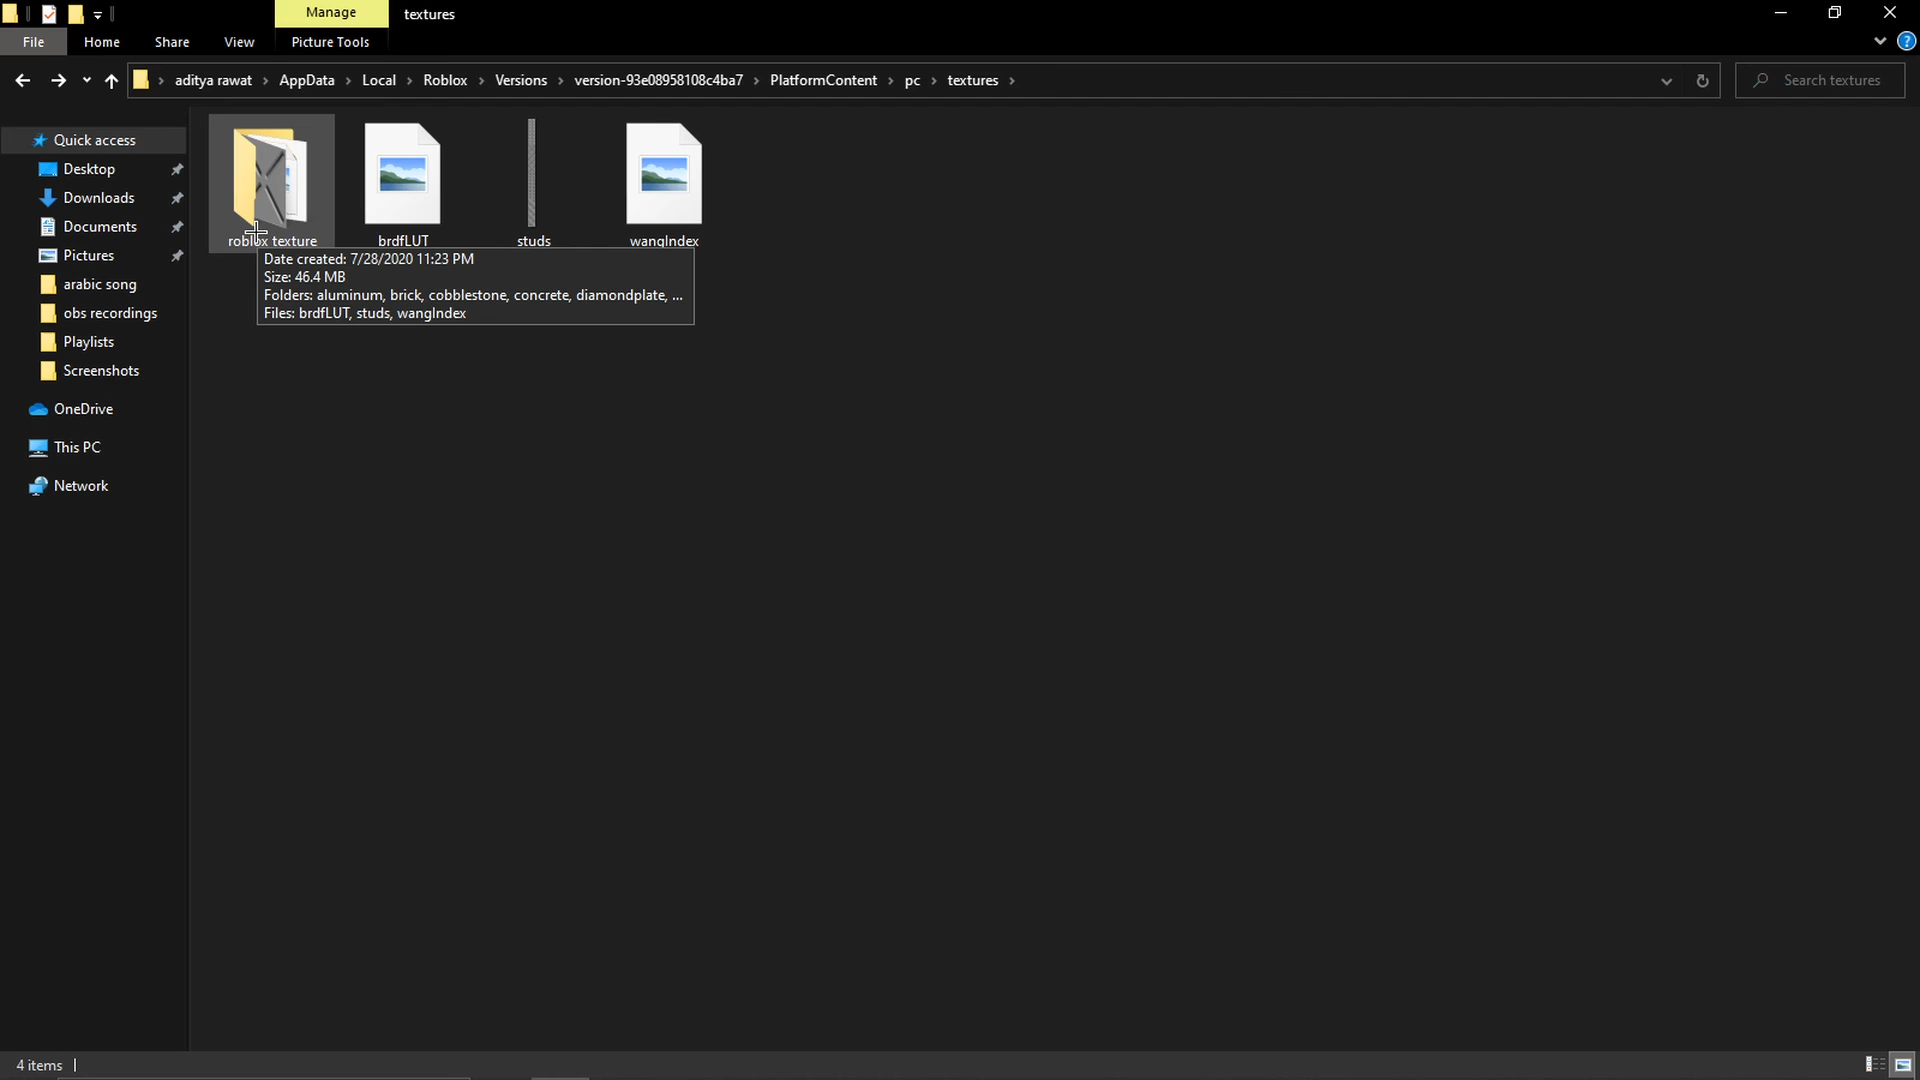 Manage
textures
File
Home
Share
View
Picture Tools
aditya rawat
AppData
Local
Roblox
Versions
version-93e08958108c4ba7
PlatformContent
pc
textures
Search textures
Quick access
Desktop
Downloads
Documents
Pictures
arabic song
obs recordings
Playlists
Screenshots
OneDrive
This PC
Network
roblox texture
brdfLUT
studs
wangIndex
Date created: 7/28/2020 11:23 PM
Size: 46.4 MB
Folders: aluminum, brick, cobblestone, concrete, diamondplate, ...
Files: brdfLUT, studs, wangIndex
4 items